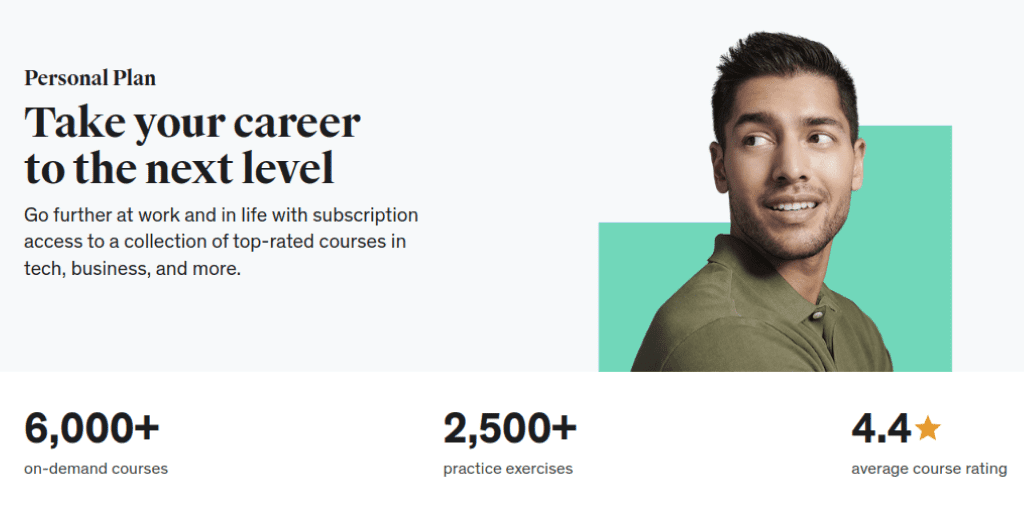 Personal Plan
Take your career
to the next level
Go further at work and in life with subscription
access to a collection of top-rated courses in
tech, business, and more.
6,000+
2,500+
4.4★
on-demand courses
practice exercises
average course rating